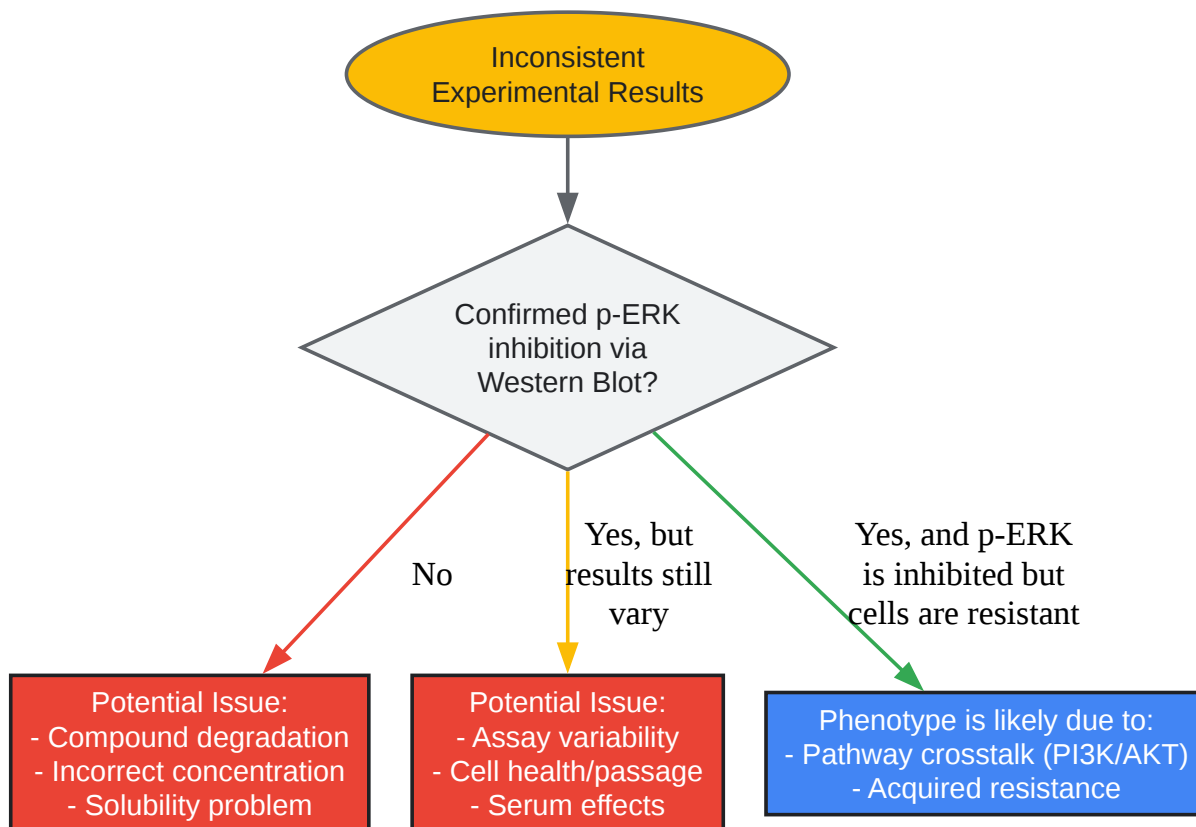 Inconsistent
Experimental Results
Confirmed p-ERK
inhibition via
Western Blot?
No
Yes, but
results still
vary
Yes, and p-ERK
is inhibited but
cells are resistant
Potential Issue:
- Compound degradation
- Incorrect concentration
- Solubility problem
Potential Issue:
- Assay variability
- Cell health/passage
- Serum effects
Phenotype is likely due to:
- Pathway crosstalk (PI3K/AKT)
- Acquired resistance